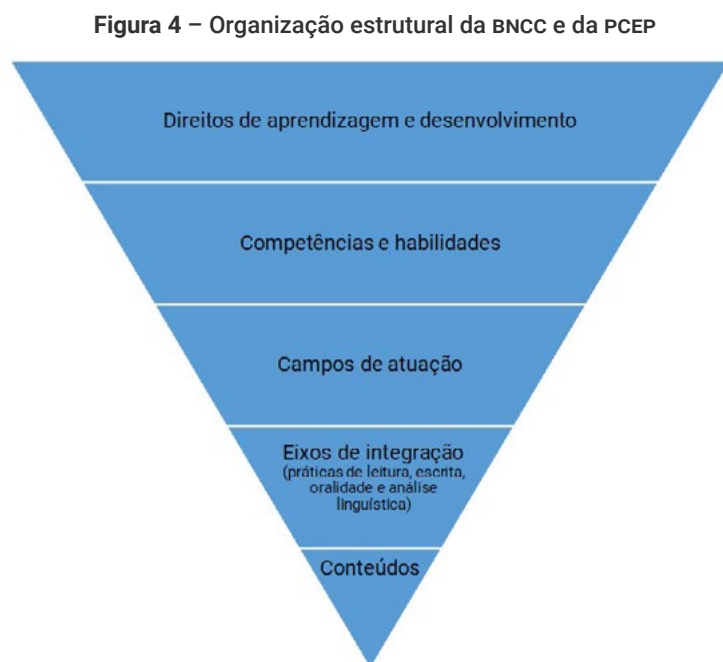 Figura 4 – Organização estrutural da BNCC e da PCEP
Direitos de aprendizagem e desenvolvimento
Competências e habilidades
Campos de atuação
Eixos de integração
(práticas de leitura, escrita,
oralidade e análise
linguística)
Conteúdos